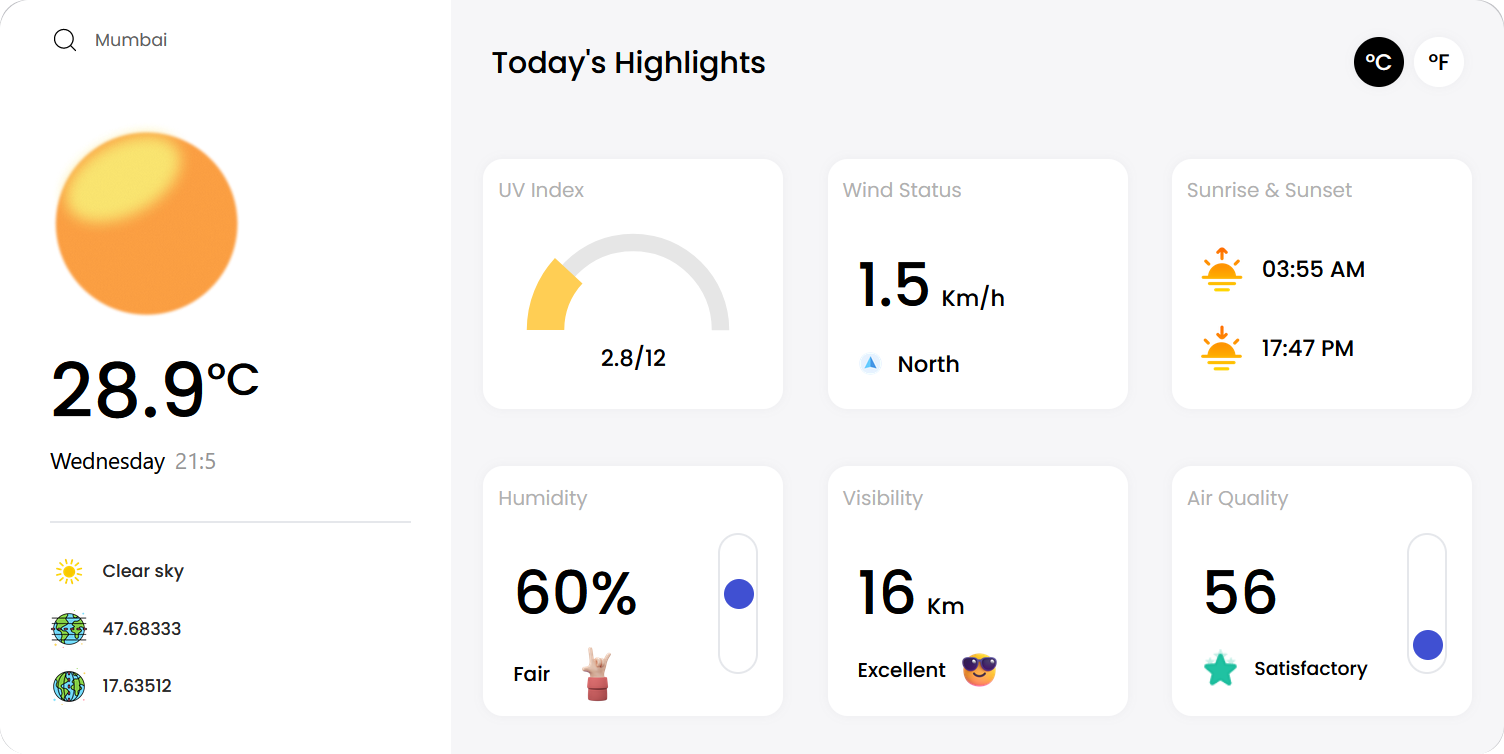 Mumbai
28.9°C
Wednesday 21:5
Clear sky
47.68333
17.63512
Today's Highlights
°C
°F
UV Index
2.8/12
Wind Status
1.5 Km/h
North
Sunrise & Sunset
03:55 AM
17:47 PM
Humidity
60%
Fair
Visibility
16 Km
Excellent
Air Quality
56
Satisfactory